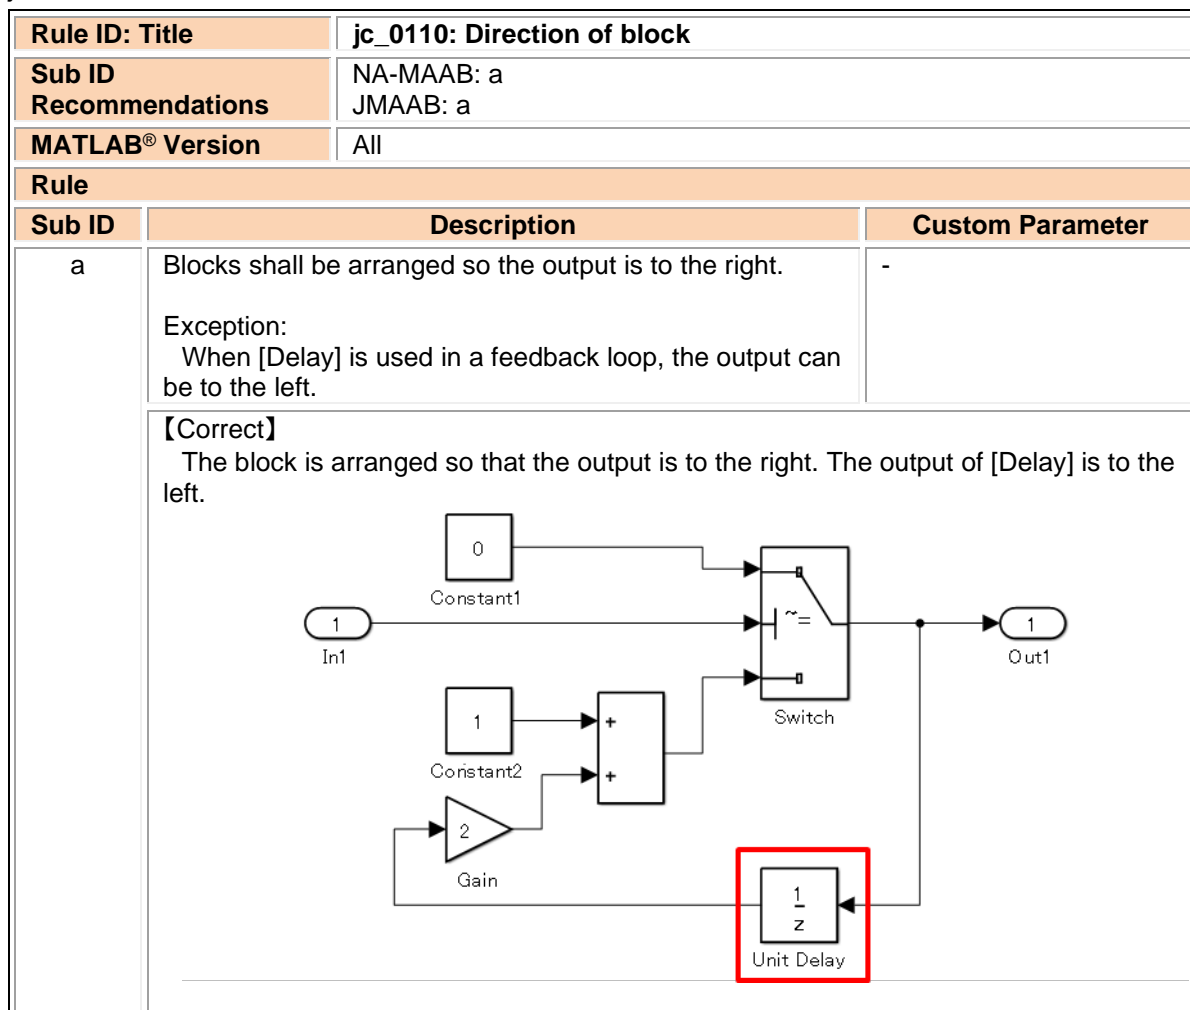 Rule ID: Title
jc_0110: Direction of block
Sub ID
Recommendations
NA-MAAB: a
JMAAB: a
MATLAB® Version
All
Rule
Sub ID
Description
Custom Parameter
a
Blocks shall be arranged so the output is to the right.
-
Exception:
When [Delay] is used in a feedback loop, the output can
be to the left.
【Correct】
The block is arranged so that the output is to the right. The output of [Delay] is to the
left.
0
Constant1
1
In1
~=
1
Out1
Switch
1
+
Constant2
+
2
Gain
1
z
Unit Delay